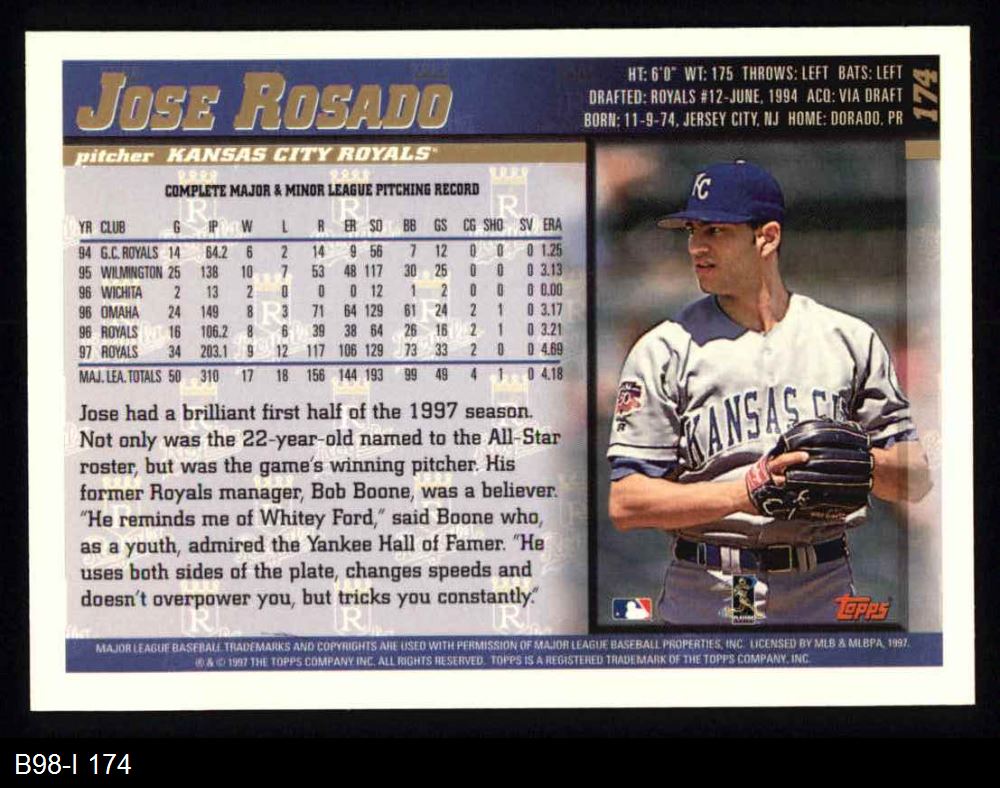 JOSE ROSADO
HT: 6'0" WT: 175 THROWS: LEFT BATS: LEFT
DRAFTED: ROYALS #12-JUNE, 1994 ACQ: VIA DRAFT
BORN: 11-9-74, JERSEY CITY, NJ HOME: DORADO, PR
174
pitcher KANSAS CITY ROYALS™
COMPLETE MAJOR & MINOR LEAGUE PITCHING RECORD
YR CLUB G IP W L R ER SO BB GS CG SHO SV ERA
94 G.C. ROYALS 14 64.2 6 2 14 9 56 7 12 0 0 0 1.25
95 WILMINGTON 25 138 10 7 53 48 117 30 25 0 0 0 3.13
96 WICHITA 2 13 2 0 0 0 12 1 2 0 0 0 0.00
96 OMAHA 24 149 8 3 71 64 129 61 24 2 1 0 3.17
96 ROYALS 16 106.2 8 6 39 38 64 26 16 2 1 0 3.21
97 ROYALS 34 203.1 9 12 117 106 129 73 33 2 0 0 4.69
MAJ. LEA. TOTALS 50 310 17 18 156 144 193 99 49 4 1 0 4.18
Jose had a brilliant first half of the 1997 season.
Not only was the 22-year-old named to the All-Star
roster, but was the game's winning pitcher. His
former Royals manager, Bob Boone, was a believer.
"He reminds me of Whitey Ford," said Boone who,
as a youth, admired the Yankee Hall of Famer. "He
uses both sides of the plate, changes speeds and
doesn't overpower you, but tricks you constantly."
KC
KANSAS CI
Topps
MAJOR LEAGUE BASEBALL TRADEMARKS AND COPYRIGHTS ARE USED WITH PERMISSION OF MAJOR LEAGUE BASEBALL PROPERTIES, INC. LICENSED BY MLB & MLBPA, 1997.
® & © 1997 THE TOPPS COMPANY, INC. ALL RIGHTS RESERVED. TOPPS IS A REGISTERED TRADEMARK OF THE TOPPS COMPANY, INC.
B98-I 174